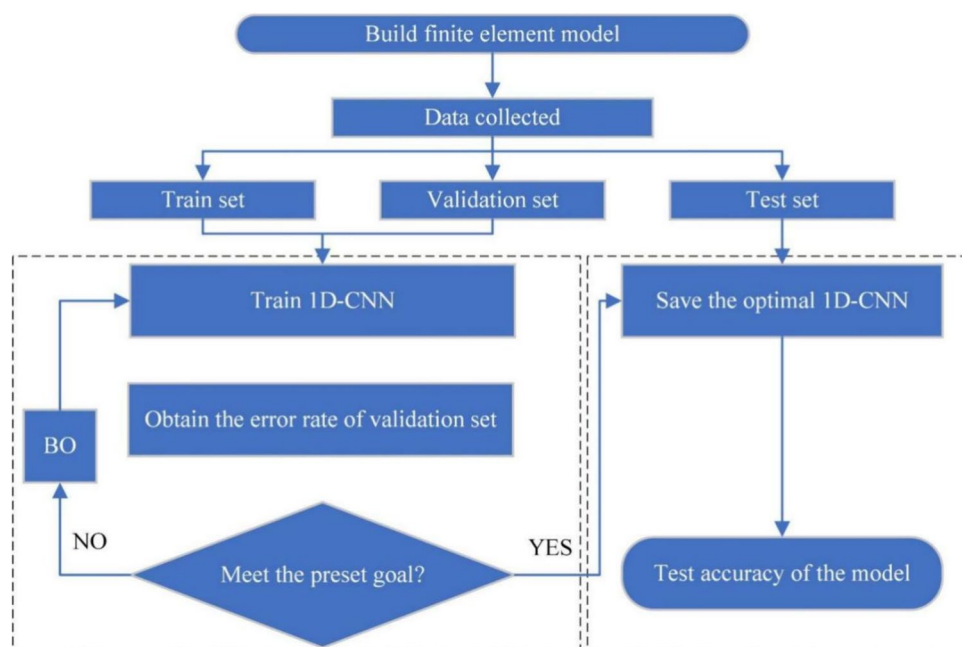 Build finite element model
Data collected
Train set
Validation set
Test set
Train 1D-CNN
Save the optimal 1D-CNN
Obtain the error rate of validation set
BO
NO
YES
Meet the preset goal?
Test accuracy of the model